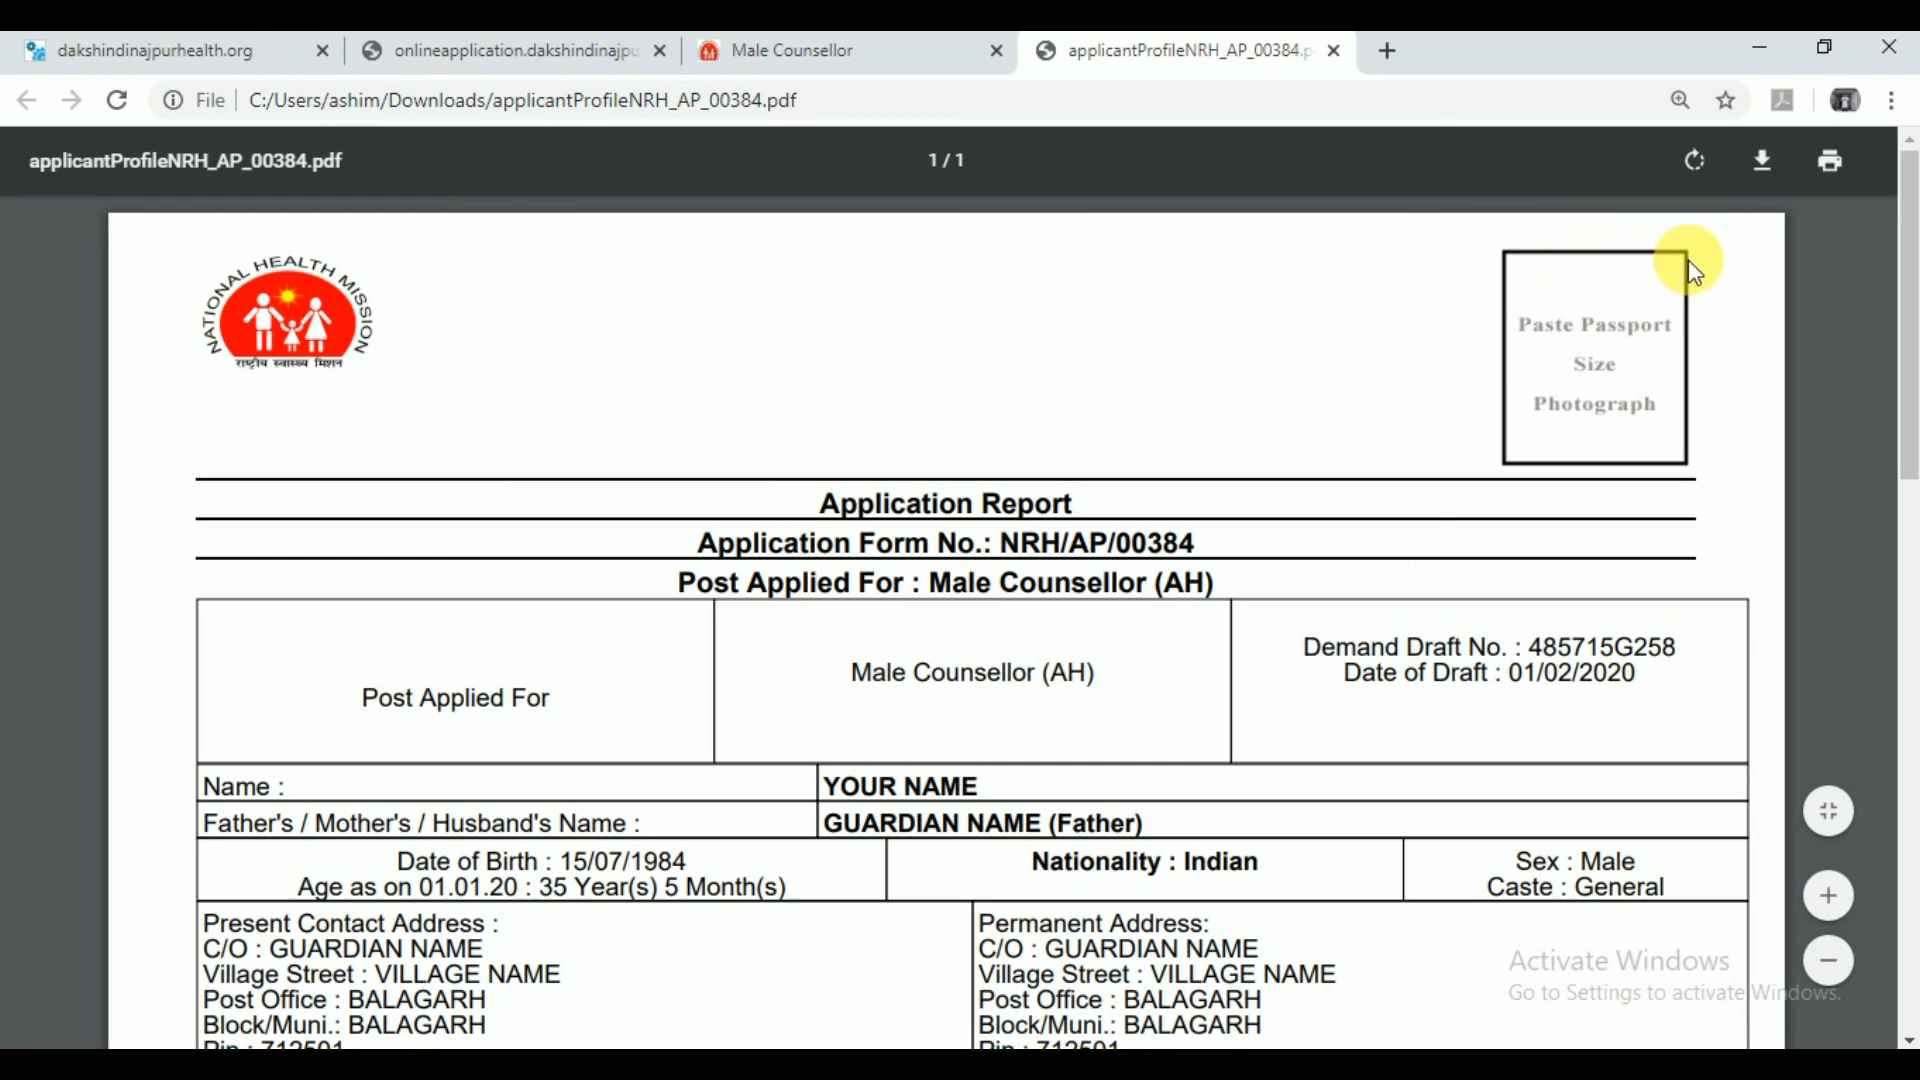 dakshindinajpurhealth.org
onlineapplication.dakshindinajpu
Male Counsellor
applicantProfileNRH_AP_00384.p
File
C:/Users/ashim/Downloads/applicantProfileNRH_AP_00384.pdf
applicantProfileNRH_AP_00384.pdf
1 / 1
NATIONAL HEALTH MISSION
राष्ट्रीय स्वास्थ्य मिशन
Paste Passport
Size
Photograph
Application Report
Application Form No.: NRH/AP/00384
Post Applied For : Male Counsellor (AH)
Post Applied For
Male Counsellor (AH)
Demand Draft No. : 485715G258
Date of Draft : 01/02/2020
Name :
YOUR NAME
Father's / Mother's / Husband's Name :
GUARDIAN NAME (Father)
Date of Birth : 15/07/1984
Age as on 01.01.20 : 35 Year(s) 5 Month(s)
Nationality : Indian
Sex : Male
Caste : General
Present Contact Address :
C/O : GUARDIAN NAME
Village Street : VILLAGE NAME
Post Office : BALAGARH
Block/Muni.: BALAGARH
Pin : 712501
Permanent Address:
C/O : GUARDIAN NAME
Village Street : VILLAGE NAME
Post Office : BALAGARH
Block/Muni.: BALAGARH
Pin : 712501
Activate Windows
Go to Settings to activate Windows.